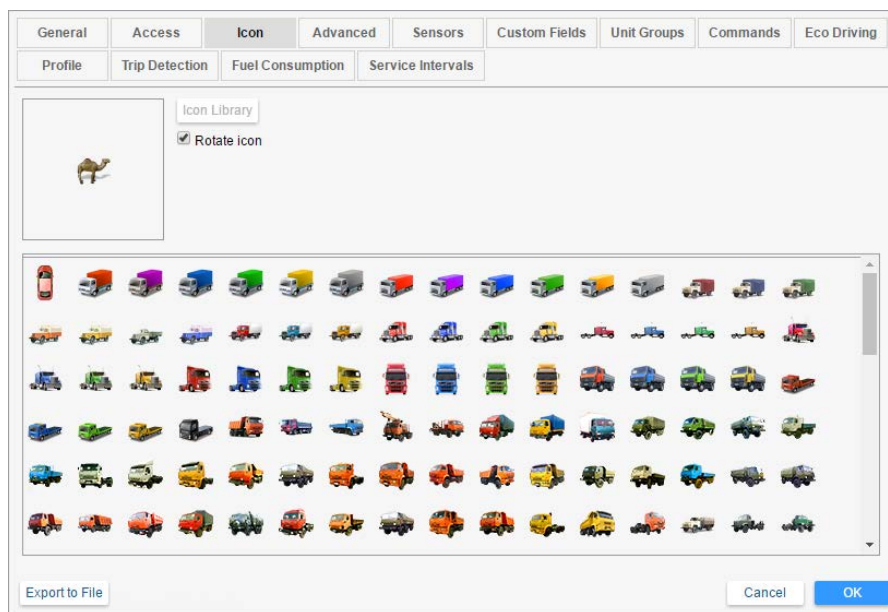 General Access Icon Advanced Sensors Custom Fields Unit Groups Commands Eco Driving
Profile Trip Detection Fuel Consumption Service Intervals
Icon Library
Rotate icon
Export to File Cancel OK